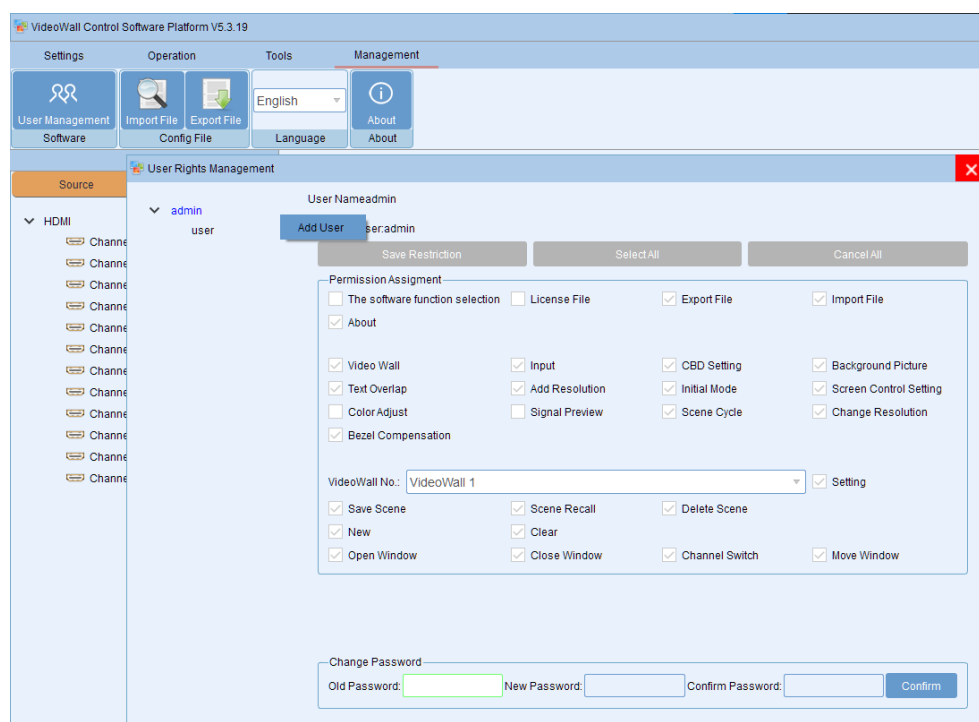 VideoWall Control Software Platform V5.3.19
Settings Operation Tools Management
User Management Import File Export File English About
Software Config File Language About
User Rights Management
Source
User Nameadmin
admin
HDMI
user
Add User
ser:admin
Channe
Save Restriction Select All Cancel All
Channe
Permission Assigment
Channe
The software function selection License File Export File Import File
Channe
About
Channe
Channe
Video Wall Input CBD Setting Background Picture
Channe
Text Overlap Add Resolution Initial Mode Screen Control Setting
Channe
Color Adjust Signal Preview Scene Cycle Change Resolution
Channe
Bezel Compensation
Channe
Channe
VideoWall No.: VideoWall 1 Setting
Channe
Save Scene Scene Recall Delete Scene
New Clear
Open Window Close Window Channel Switch Move Window
Change Password
Old Password: New Password: Confirm Password: Confirm